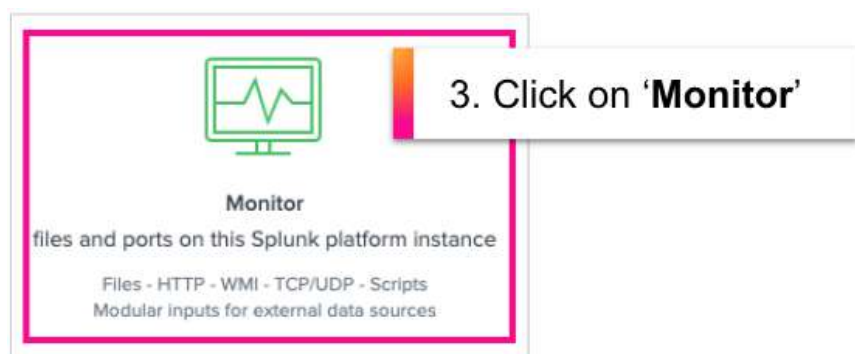 3. Click on ‘Monitor’
Monitor
files and ports on this Splunk platform instance
Files - HTTP - WMI - TCP/UDP - Scripts
Modular inputs for external data sources